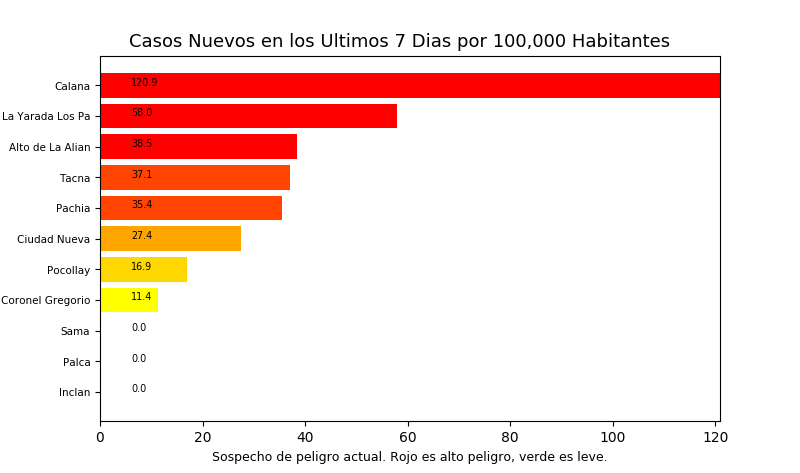 Casos Nuevos en los Ultimos 7 Dias por 100,000 Habitantes
Calana 120.9
La Yarada Los Pa 58.0
Alto de La Alian 38.5
Tacna 37.1
Pachia 35.4
Ciudad Nueva 27.4
Pocollay 16.9
Coronel Gregorio 11.4
Sama 0.0
Palca 0.0
Inclan 0.0
0 20 40 60 80 100 120
Sospecho de peligro actual. Rojo es alto peligro, verde es leve.